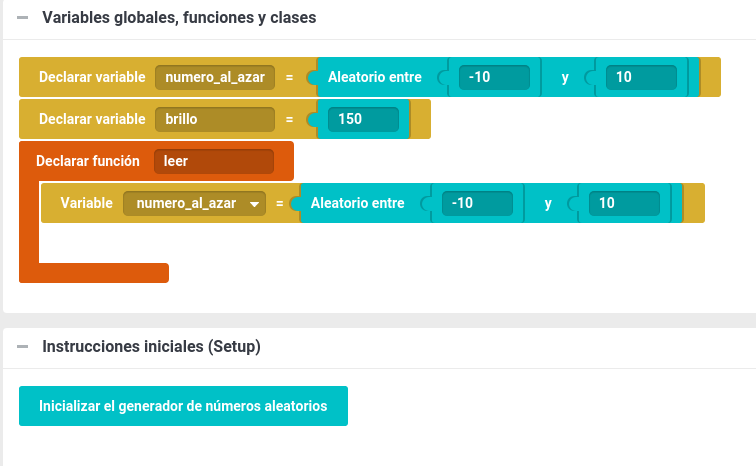 Variables globales, funciones y clases
Declarar variable numero_al_azar = Aleatorio entre -10 y 10
Declarar variable brillo = 150
Declarar función leer
Variable numero_al_azar = Aleatorio entre -10 y 10
Instrucciones iniciales (Setup)
Inicializar el generador de números aleatorios